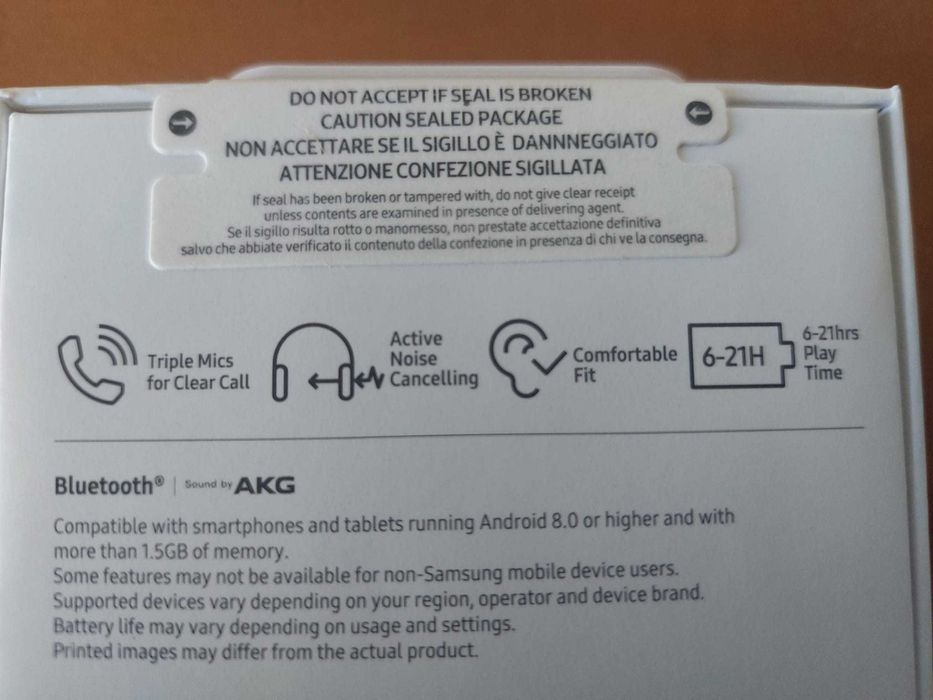 DO NOT ACCEPT IF SEAL IS BROKEN
CAUTION SEALED PACKAGE
NON ACCETTARE SE IL SIGILLO È DANNNEGGIATO
ATTENZIONE CONFEZIONE SIGILLATA
If seal has been broken or tampered with, do not give clear receipt
unless contents are examined in presence of delivering agent.
Se il sigillo risulta rotto o manomesso, non prestate accettazione definitiva
salvo che abbiate verificato il contenuto della confezione in presenza di chi ve la consegna.
Triple Mics
for Clear Call
Active
Noise
Cancelling
Comfortable
Fit
6-21H
6-21hrs
Play
Time
Bluetooth® | Sound by AKG
Compatible with smartphones and tablets running Android 8.0 or higher and with
more than 1.5GB of memory.
Some features may not be available for non-Samsung mobile device users.
Supported devices vary depending on your region, operator and device brand.
Battery life may vary depending on usage and settings.
Printed images may differ from the actual product.